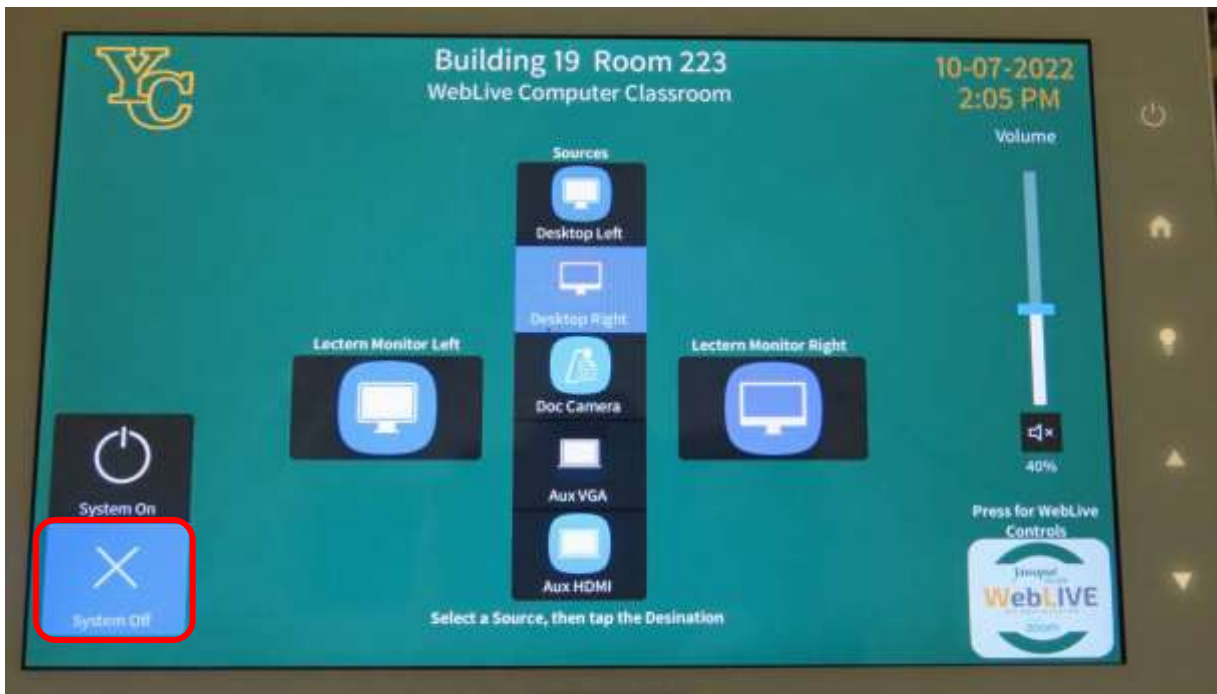 YC
Building 19 Room 223
WebLive Computer Classroom
10-07-2022
2:05 PM
Volume
Sources
Desktop Left
Desktop Right
Lectern Monitor Left
Lectern Monitor Right
Doc Camera
40%
System On
Aux VGA
Press for WebLive
Controls
System Off
Aux HDMI
WebLIVE
zoom
Select a Source, then tap the Desination